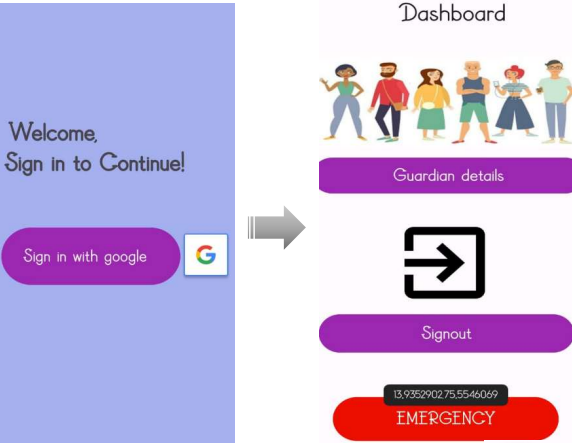 Welcome,
Sign in to Continue!
Sign in with google
G
Dashboard
Guardian details
Signout
13.9352902,75.5546069
EMERGENCY